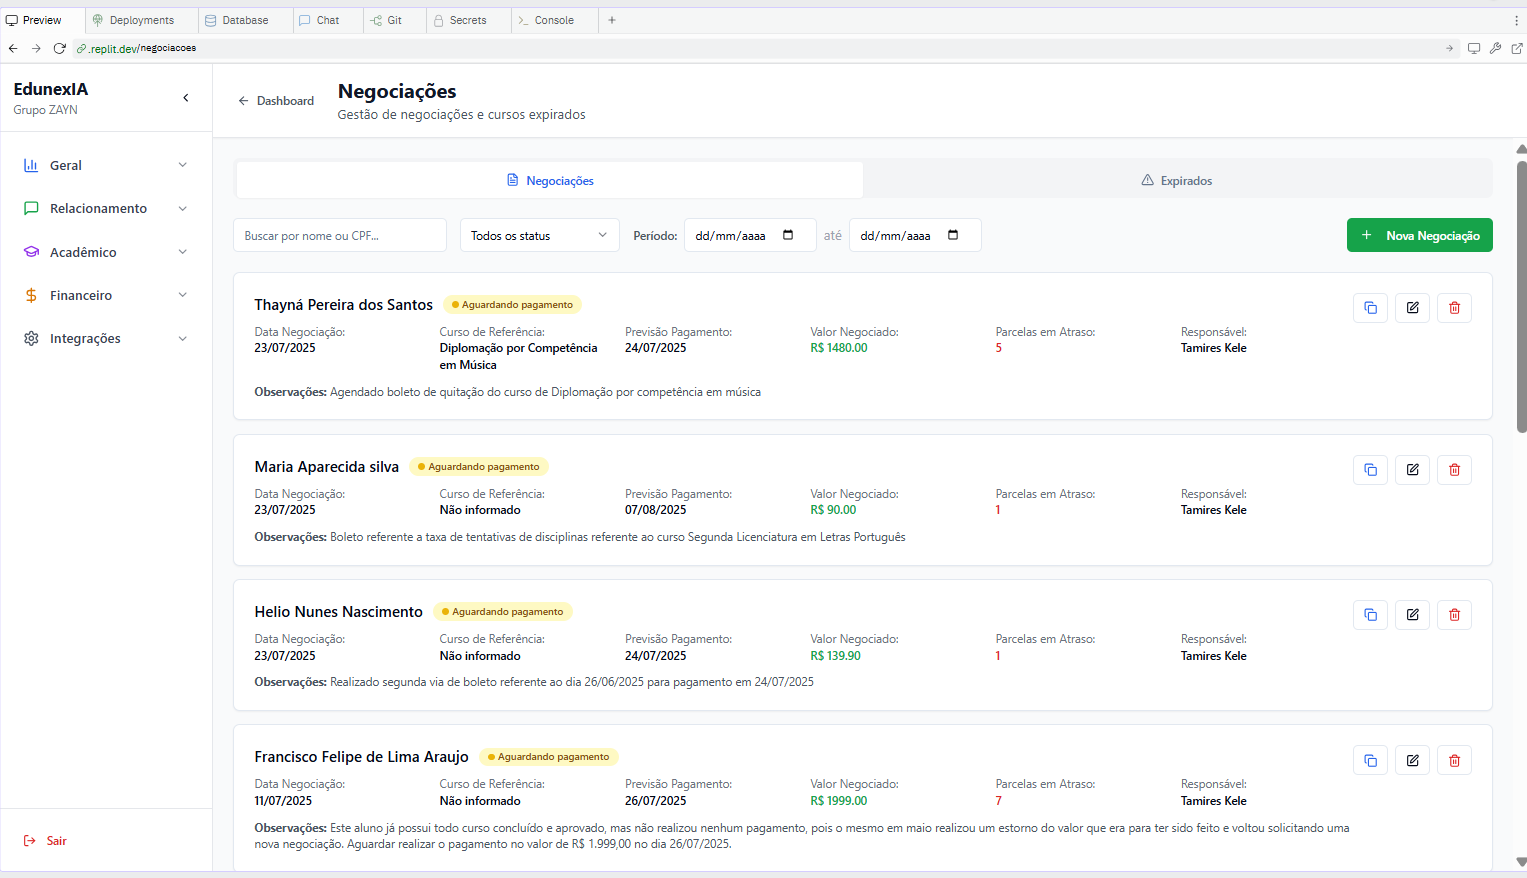 Preview
Deployments
Database
Chat
Git
Secrets
Console
.replit.dev/negociacoes
EdunexIA
Grupo ZAYN
Geral
Relacionamento
Acadêmico
Financeiro
Integrações
Sair
Dashboard
Negociações
Gestão de negociações e cursos expirados
Negociações
Expirados
Buscar por nome ou CPF...
Todos os status
Período:
dd/mm/aaaa
até
dd/mm/aaaa
+ Nova Negociação
Thayná Pereira dos Santos Aguardando pagamento
Data Negociação: Curso de Referência: Previsão Pagamento: Valor Negociado: Parcelas em Atraso: Responsável:
23/07/2025 Diplomação por Competência 24/07/2025 R$ 1480.00 5 Tamires Kele
em Música
Observações: Agendado boleto de quitação do curso de Diplomação por competência em música
Maria Aparecida silva Aguardando pagamento
Data Negociação: Curso de Referência: Previsão Pagamento: Valor Negociado: Parcelas em Atraso: Responsável:
23/07/2025 Não informado 07/08/2025 R$ 90.00 1 Tamires Kele
Observações: Boleto referente a taxa de tentativas de disciplinas referente ao curso Segunda Licenciatura em Letras Português
Helio Nunes Nascimento Aguardando pagamento
Data Negociação: Curso de Referência: Previsão Pagamento: Valor Negociado: Parcelas em Atraso: Responsável:
23/07/2025 Não informado 24/07/2025 R$ 139.90 1 Tamires Kele
Observações: Realizado segunda via de boleto referente ao dia 26/06/2025 para pagamento em 24/07/2025
Francisco Felipe de Lima Araujo Aguardando pagamento
Data Negociação: Curso de Referência: Previsão Pagamento: Valor Negociado: Parcelas em Atraso: Responsável:
11/07/2025 Não informado 26/07/2025 R$ 1999.00 7 Tamires Kele
Observações: Este aluno já possui todo curso concluído e aprovado, mas não realizou nenhum pagamento, pois o mesmo em maio realizou um estorno do valor que era para ter sido feito e voltou solicitando uma
nova negociação. Aguardar realizar o pagamento no valor de R$ 1.999,00 no dia 26/07/2025.